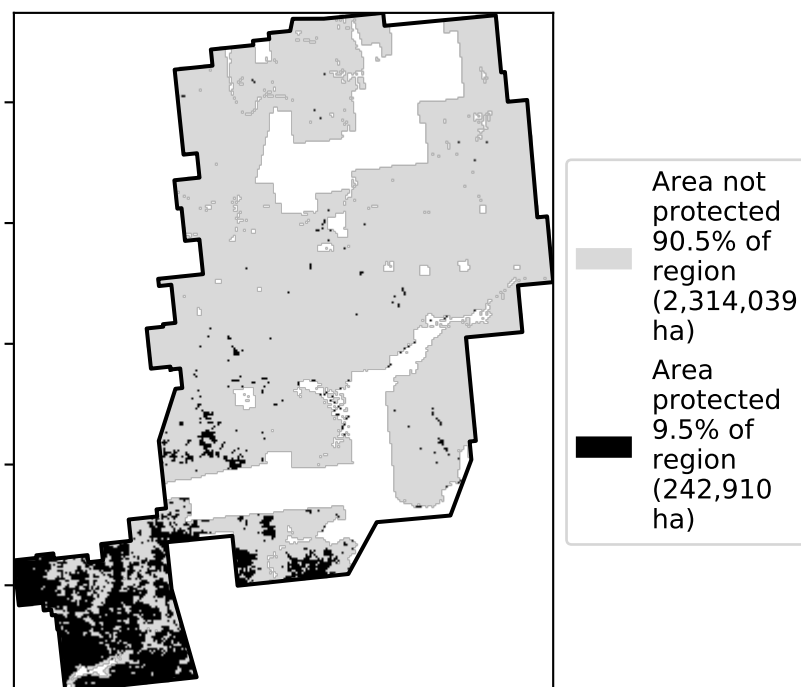 Area not
protected
90.5% of
region
(2,314,039
ha)
Area
protected
9.5% of
region
(242,910
ha)